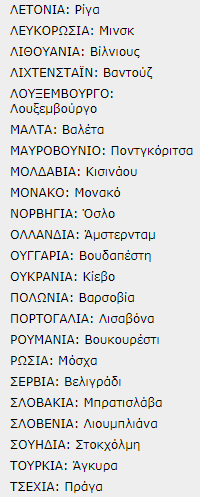 ΛΕΤΟΝΙΑ: Ρίγα
ΛΕΥΚΟΡΩΣΙΑ: Μινσκ
ΛΙΘΟΥΑΝΙΑ: Βίλνιους
ΛΙΧΤΕΝΣΤΑΪΝ: Βαντούζ
ΛΟΥΞΕΜΒΟΥΡΓΟ:
Λουξεμβούργο
ΜΑΛΤΑ: Βαλέτα
ΜΑΥΡΟΒΟΥΝΙΟ: Ποντγκόριτσα
ΜΟΛΔΑΒΙΑ: Κισινάου
ΜΟΝΑΚΟ: Μονακό
ΝΟΡΒΗΓΙΑ: Όσλο
ΟΛΛΑΝΔΙΑ: Άμστερνταμ
ΟΥΓΓΑΡΙΑ: Βουδαπέστη
ΟΥΚΡΑΝΙΑ: Κίεβο
ΠΟΛΩΝΙΑ: Βαρσοβία
ΠΟΡΤΟΓΑΛΙΑ: Λισαβόνα
ΡΟΥΜΑΝΙΑ: Βουκουρέστι
ΡΩΣΙΑ: Μόσχα
ΣΕΡΒΙΑ: Βελιγράδι
ΣΛΟΒΑΚΙΑ: Μπρατισλάβα
ΣΛΟΒΕΝΙΑ: Λιουμπλιάνα
ΣΟΥΗΔΙΑ: Στοκχόλμη
ΤΟΥΡΚΙΑ: Άγκυρα
ΤΣΕΧΙΑ: Πράγα